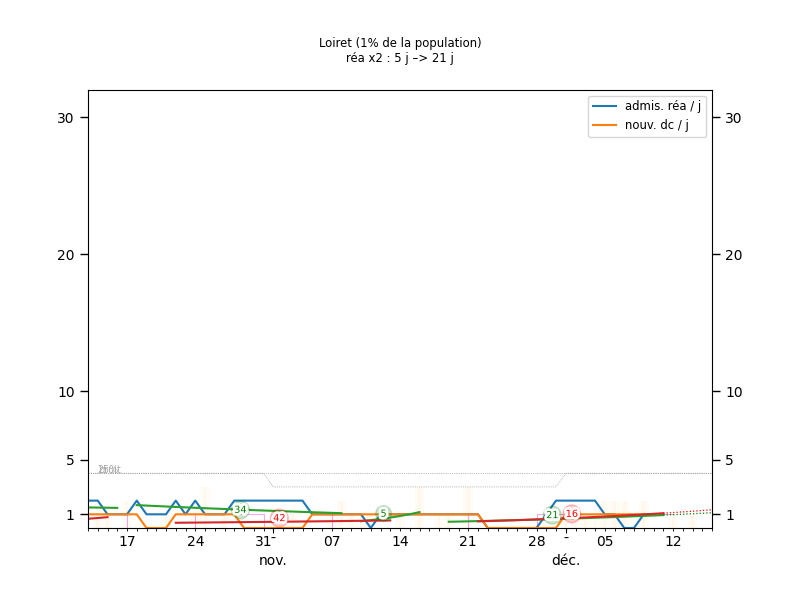 Loiret (1% de la population)
réa x2 : 5 j –> 21 j
admis. réa / j
nouv. dc / j
30 30
20 20
10 10
5 5
1 1
34
42
5
21
16
17 24 31 07 14 21 28 - 05 12
nov. déc.